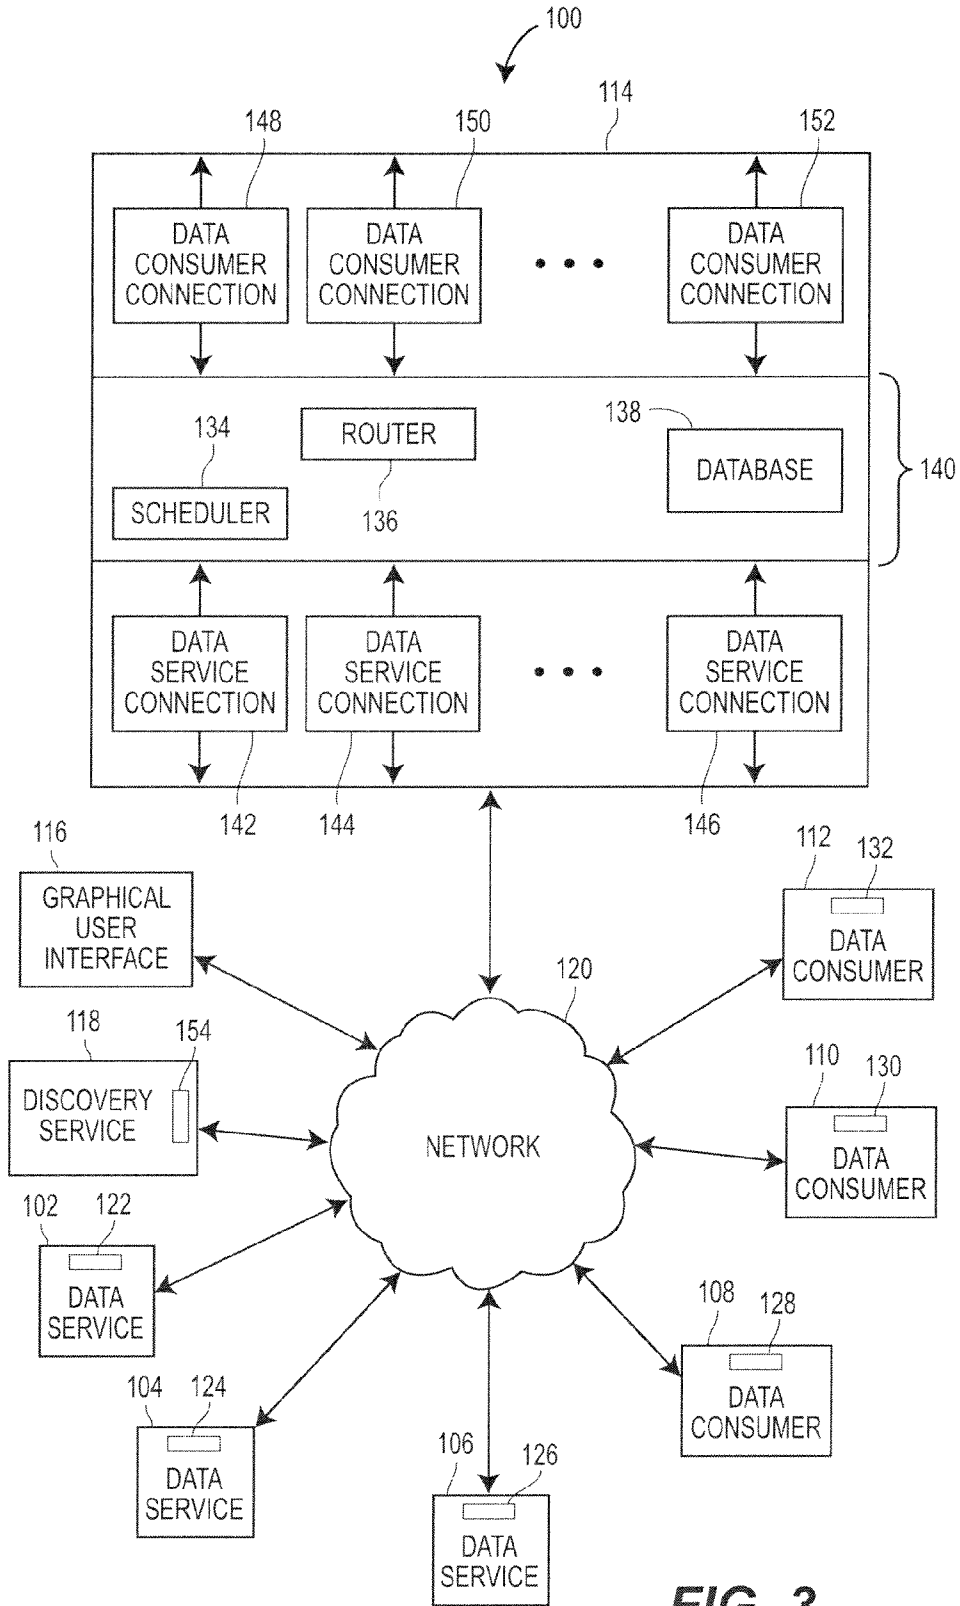 100
114
148
150
152
DATA
CONSUMER
CONNECTION
DATA
CONSUMER
CONNECTION
DATA
CONSUMER
CONNECTION
134
ROUTER
136
138
DATABASE
140
SCHEDULER
DATA
SERVICE
CONNECTION
DATA
SERVICE
CONNECTION
DATA
SERVICE
CONNECTION
142
144
146
116
GRAPHICAL
USER
INTERFACE
112
132
DATA
CONSUMER
120
118
154
DISCOVERY
SERVICE
NETWORK
110
130
DATA
CONSUMER
102
122
DATA
SERVICE
108
128
DATA
CONSUMER
104
124
DATA
SERVICE
106
126
DATA
SERVICE
FIG.